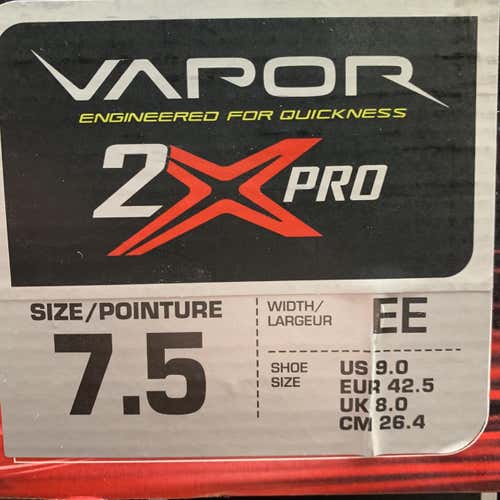 VAPOR
ENGINEERED FOR QUICKNESS
2X PRO
SIZE/POINTURE
7.5
WIDTH/
LARGEUR
EE
SHOE
SIZE
US 9.0
EUR 42.5
UK 8.0
CM 26.4